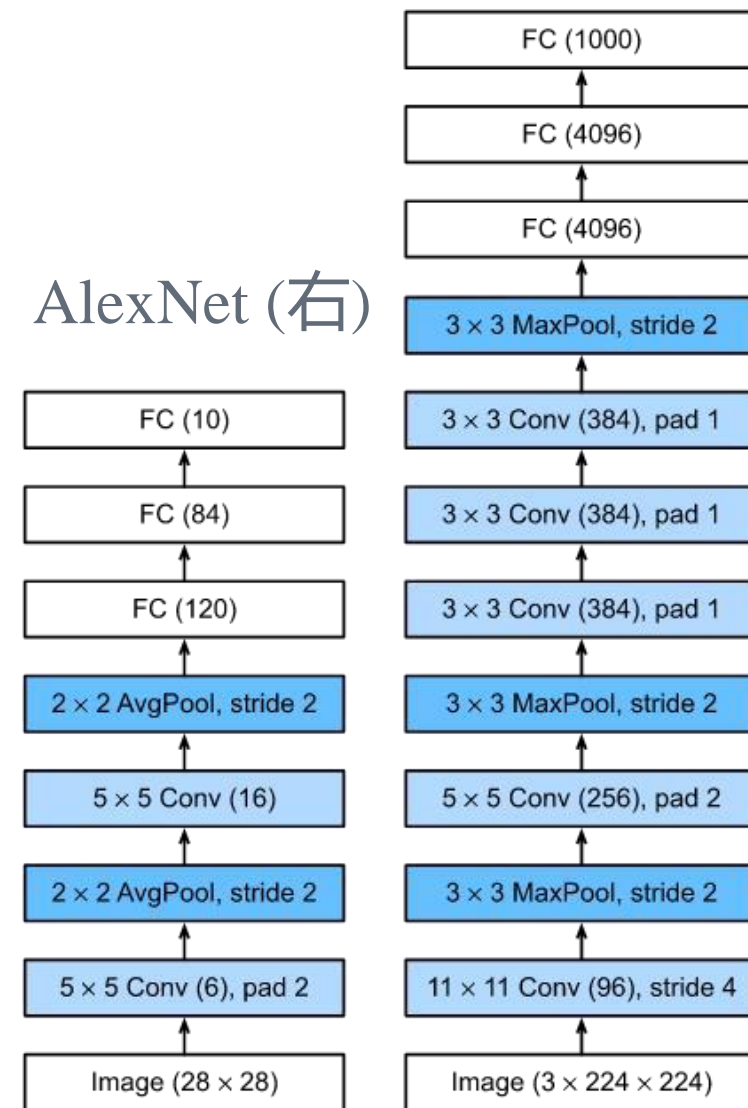 AlexNet (右)
FC (10)
FC (84)
FC (120)
2 × 2 AvgPool, stride 2
5 × 5 Conv (16)
2 × 2 AvgPool, stride 2
5 × 5 Conv (6), pad 2
Image (28 × 28)
FC (1000)
FC (4096)
FC (4096)
3 × 3 MaxPool, stride 2
3 × 3 Conv (384), pad 1
3 × 3 Conv (384), pad 1
3 × 3 Conv (384), pad 1
3 × 3 MaxPool, stride 2
5 × 5 Conv (256), pad 2
3 × 3 MaxPool, stride 2
11 × 11 Conv (96), stride 4
Image (3 × 224 × 224)